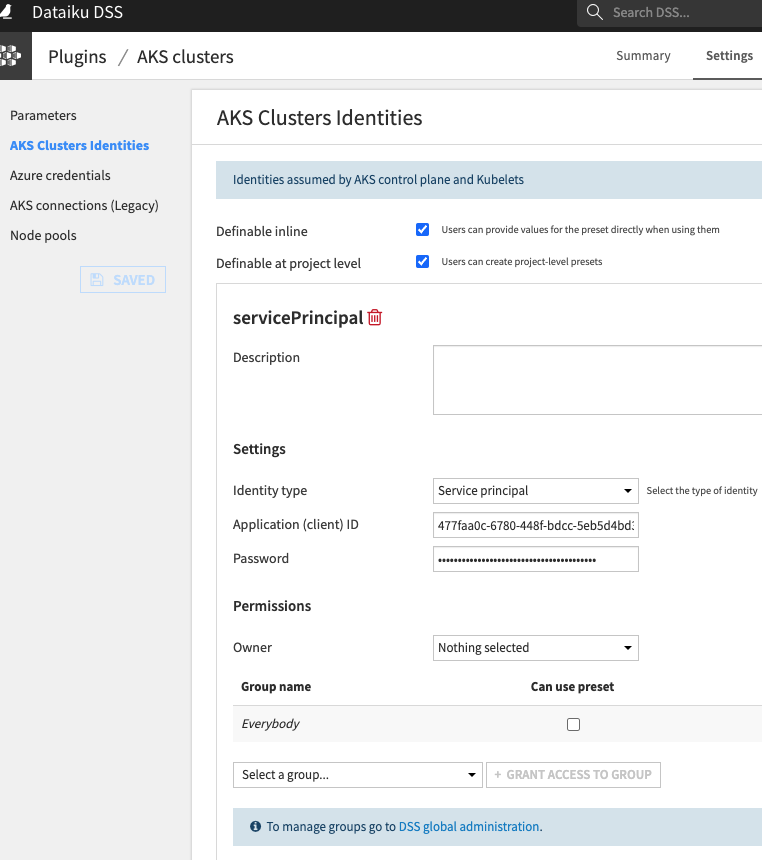 Dataiku DSS
Search DSS...
Plugins / AKS clusters
Summary
Settings
Parameters
AKS Clusters Identities
Azure credentials
AKS connections (Legacy)
Node pools
SAVED
AKS Clusters Identities
Identities assumed by AKS control plane and Kubelets
Definable inline
Users can provide values for the preset directly when using them
Definable at project level
Users can create project-level presets
servicePrincipal
Description
Settings
Identity type
Service principal
Select the type of identity
Application (client) ID
477faa0c-6780-448f-bdcc-5eb5d4bd
Password
Permissions
Owner
Nothing selected
Group name
Can use preset
Everybody
Select a group...
+ GRANT ACCESS TO GROUP
To manage groups go to DSS global administration.